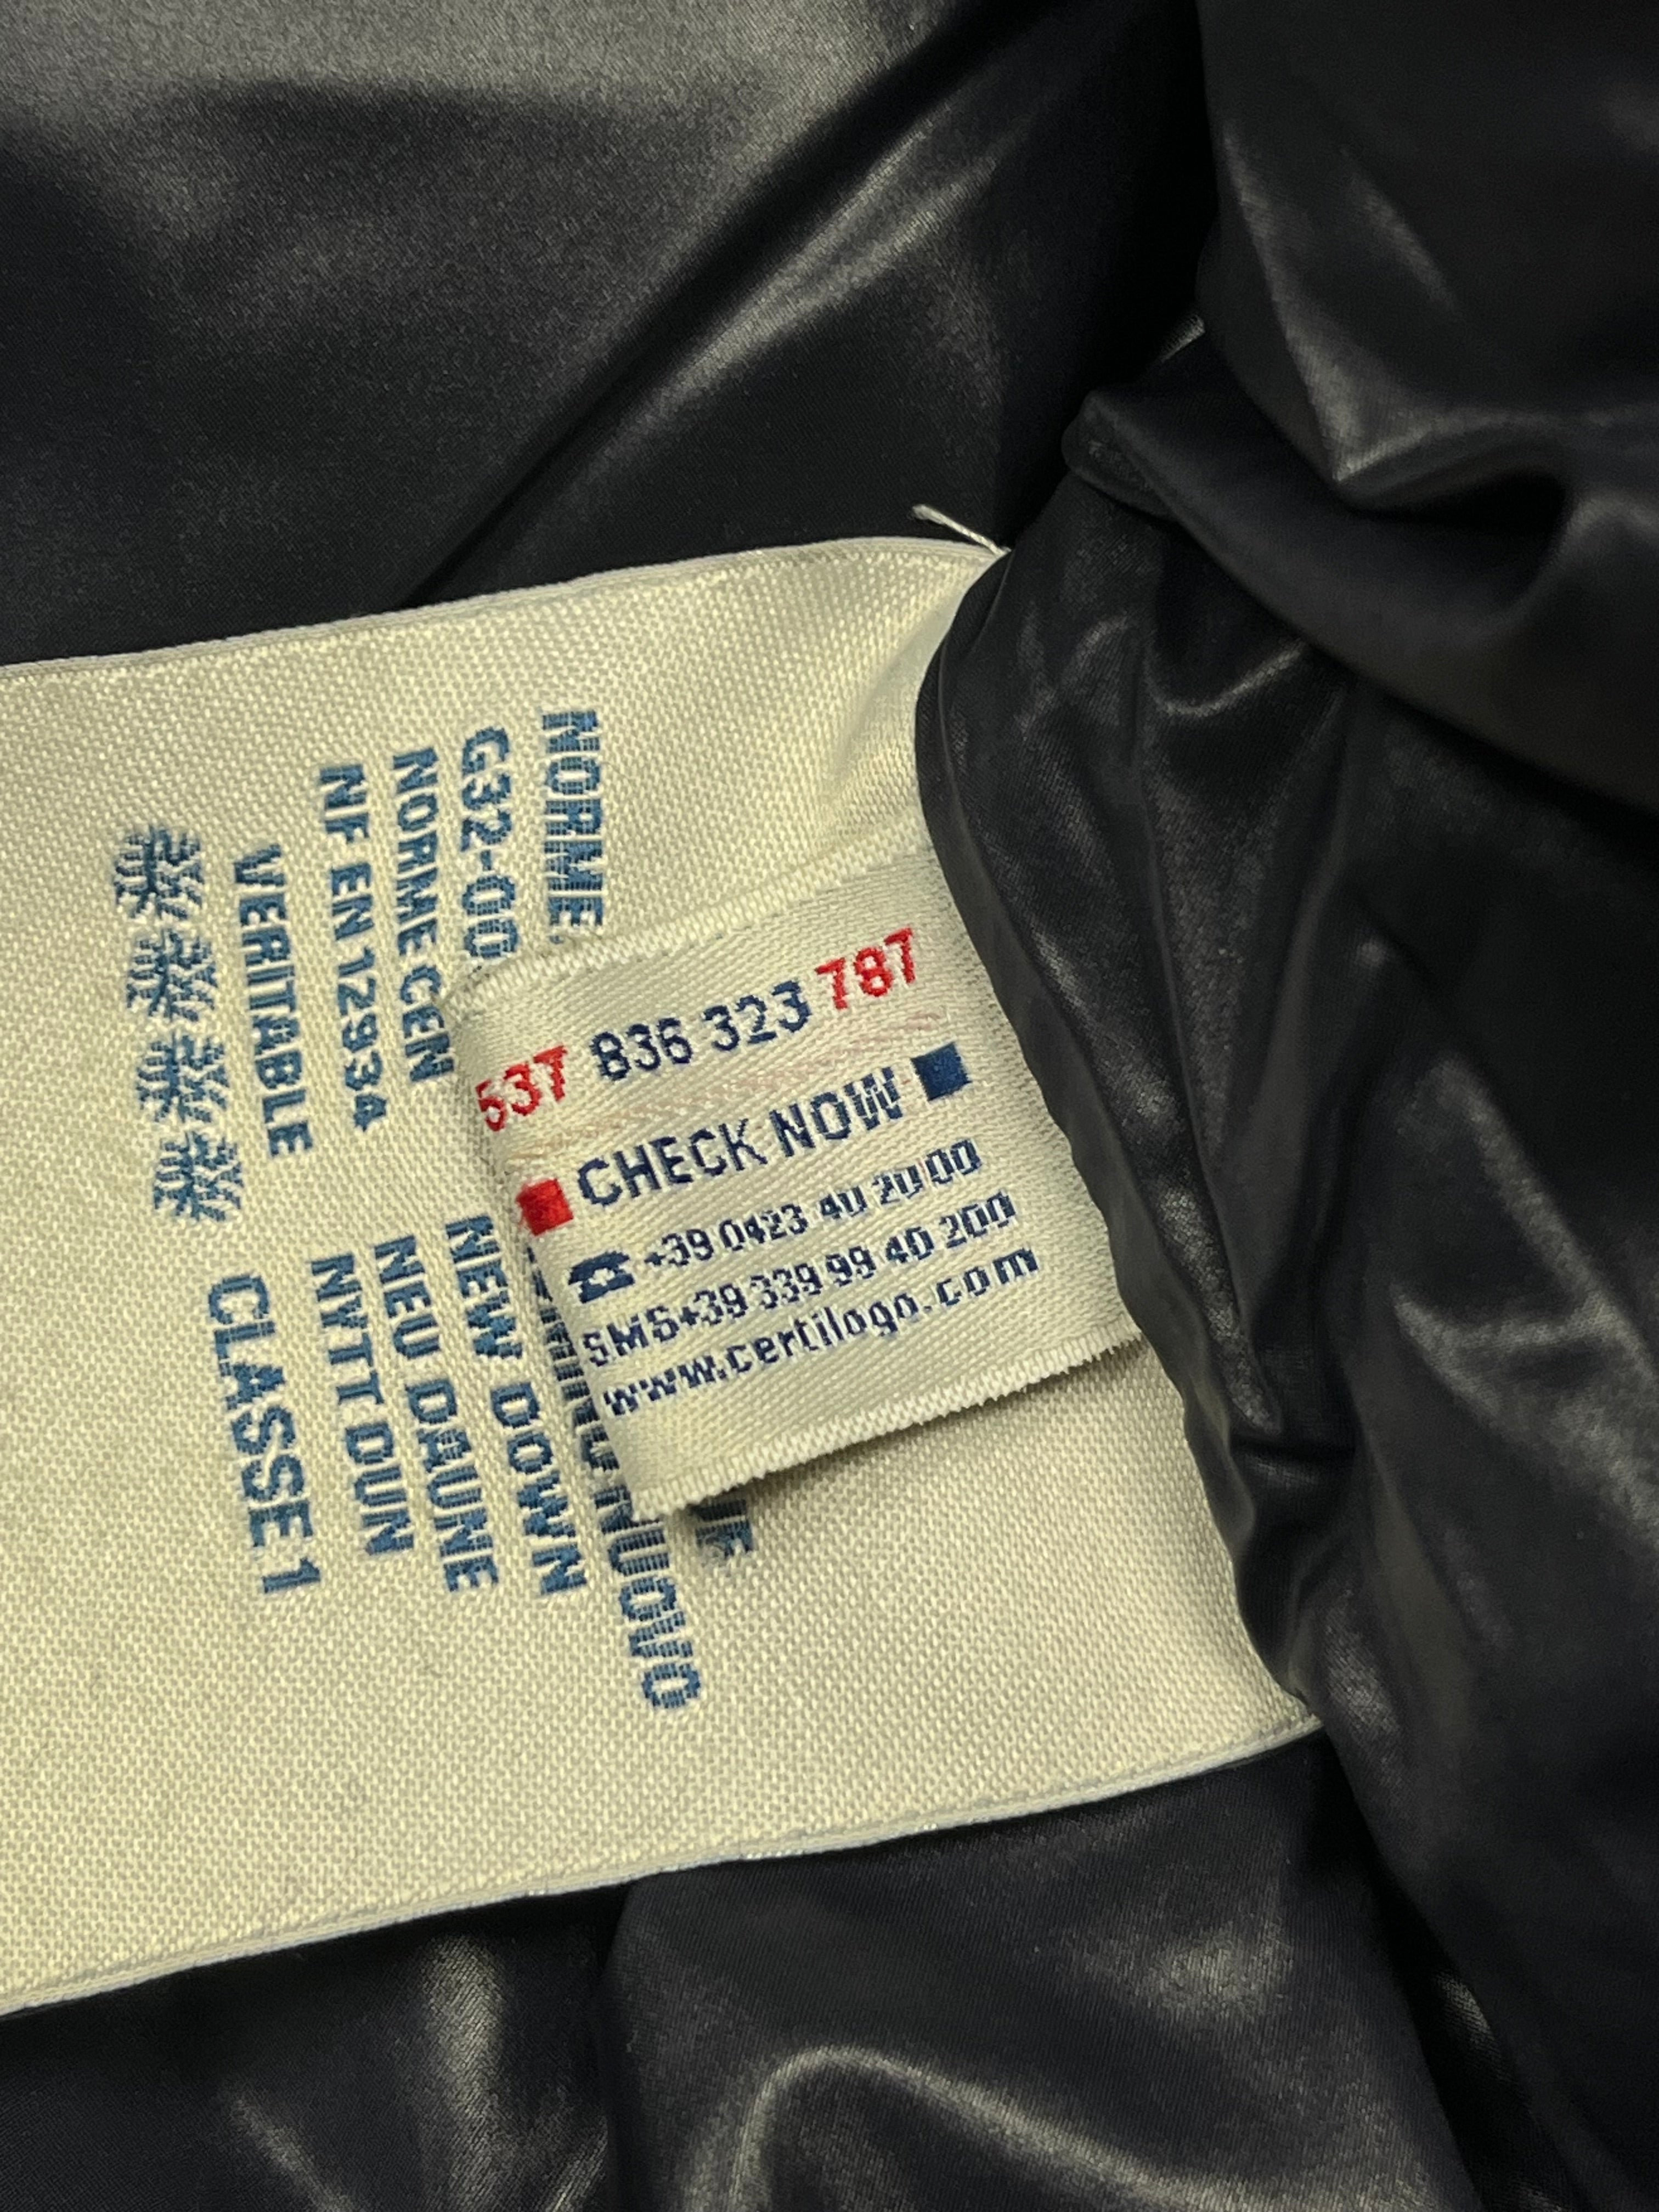 537 836 323 787
CHECK NOW
+39 0423 40 20 00
SMS+39 339 99 40 200
www.certilogo.com
NORME
G32-00
NORME CEN
NF EN 12934
VERITABLE
NUOVO
NEW DOWN
NEU DAUNE
NYTT DUN
CLASSE 1